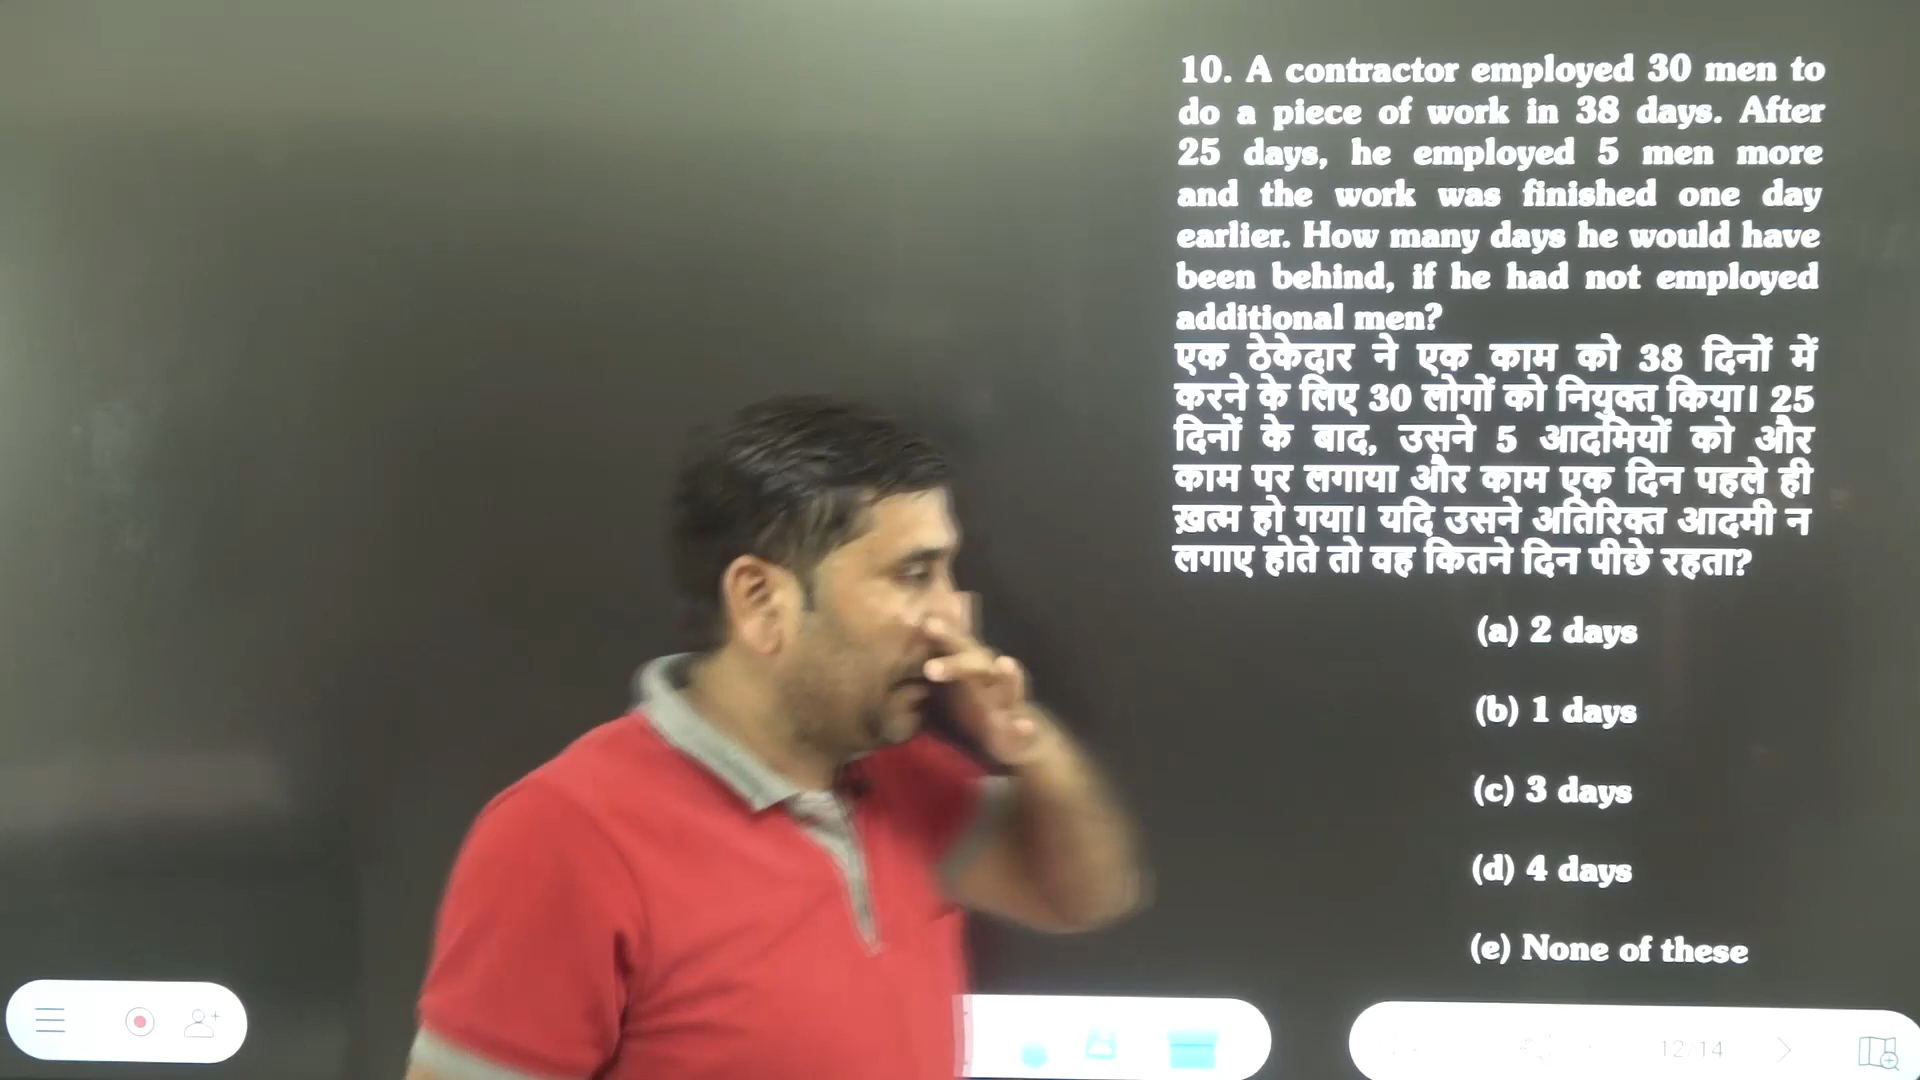 10. A contractor employed 30 men to
do a piece of work in 38 days. After
25 days, he employed 5 men more
and the work was finished one day
earlier. How many days he would have
been behind, if he had not employed
additional men?
एक ठेकेदार ने एक काम को 38 दिनों में
करने के लिए 30 लोगों को नियुक्त किया। 25
दिनों के बाद, उसने 5 आदमियों को और
काम पर लगाया और काम एक दिन पहले ही
ख़त्म हो गया। यदि उसने अतिरिक्त आदमी न
लगाए होते तो वह कितने दिन पीछे रहता?
(a) 2 days
(b) 1 days
(c) 3 days
(d) 4 days
(e) None of these
12/14